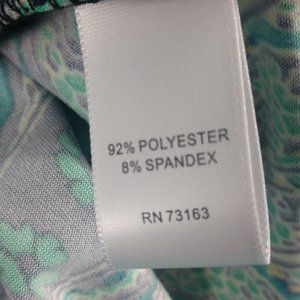 92% POLYESTER
8% SPANDEX
RN 73163